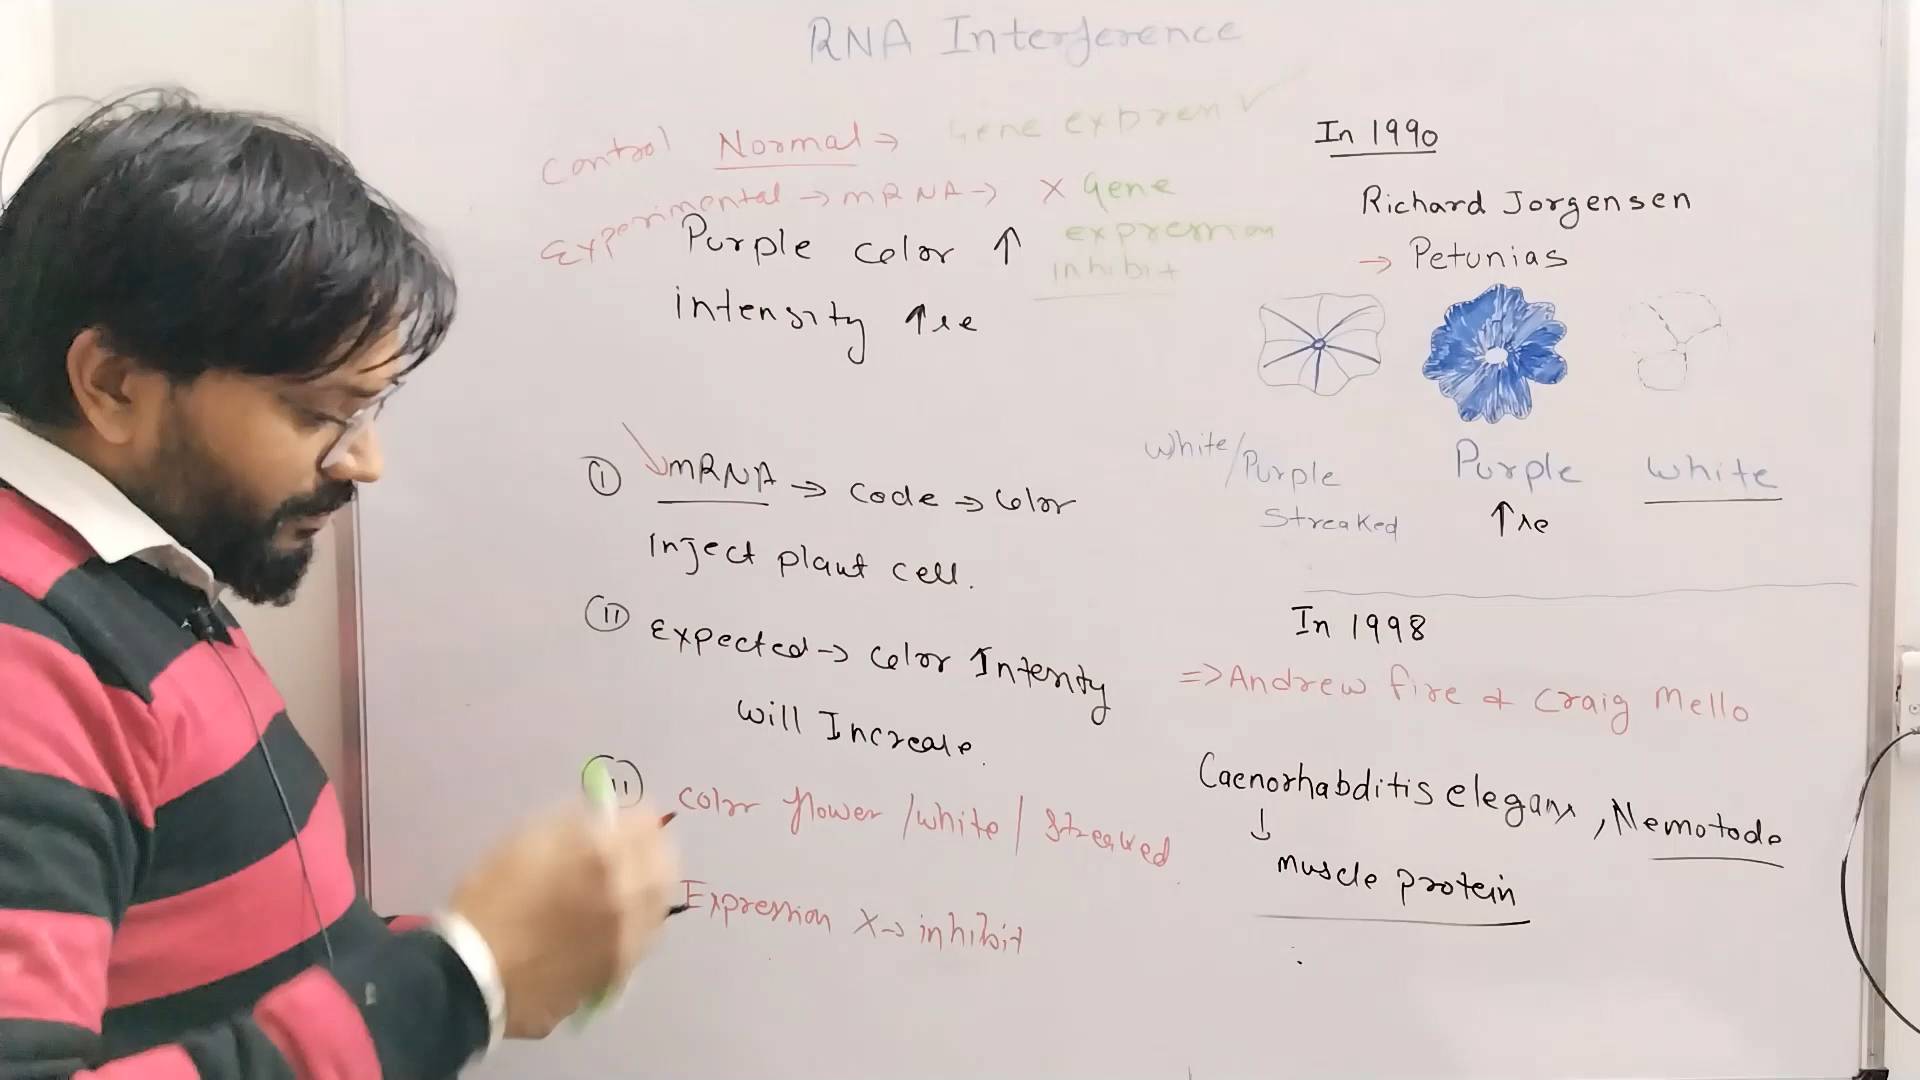 RNA Interference
Control Normal → Gene expren ✓
Experimental → mRNA → X Gene
expression
inhibit
Purple color ↑
intensity ↑se
I mRNA → code → Color
Inject plant cell.
II Expected → Color Intensity
will Increase.
Color flower / white / Streaked
Expression X → inhibit
In 1990
Richard Jorgensen
→ Petunias
White/Purple
Streaked
Purple
↑se
White
In 1998
⇒ Andrew fire & Craig Mello
Caenorhabditis elegans, Nemotode
↓
muscle protein